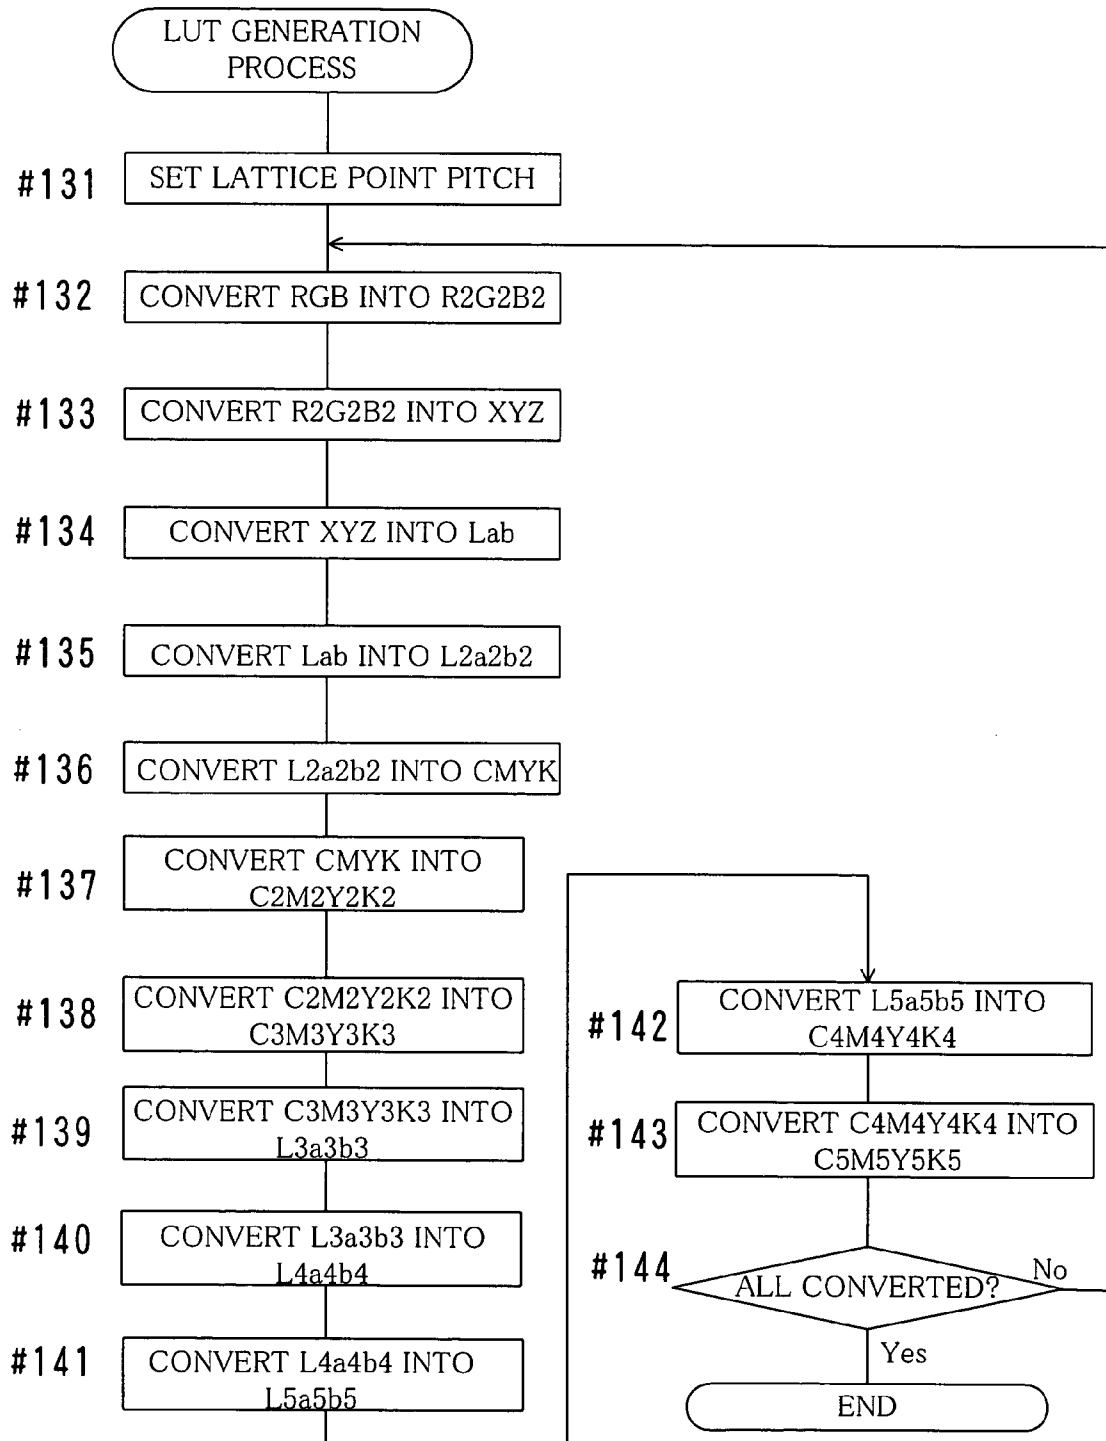 LUT GENERATION
PROCESS
#131
SET LATTICE POINT PITCH
#132
CONVERT RGB INTO R2G2B2
#133
CONVERT R2G2B2 INTO XYZ
#134
CONVERT XYZ INTO Lab
#135
CONVERT Lab INTO L2a2b2
#136
CONVERT L2a2b2 INTO CMYK
#137
CONVERT CMYK INTO
C2M2Y2K2
#138
CONVERT C2M2Y2K2 INTO
C3M3Y3K3
#139
CONVERT C3M3Y3K3 INTO
L3a3b3
#140
CONVERT L3a3b3 INTO
L4a4b4
#141
CONVERT L4a4b4 INTO
L5a5b5
#142
CONVERT L5a5b5 INTO
C4M4Y4K4
#143
CONVERT C4M4Y4K4 INTO
C5M5Y5K5
#144
ALL CONVERTED?
No
Yes
END